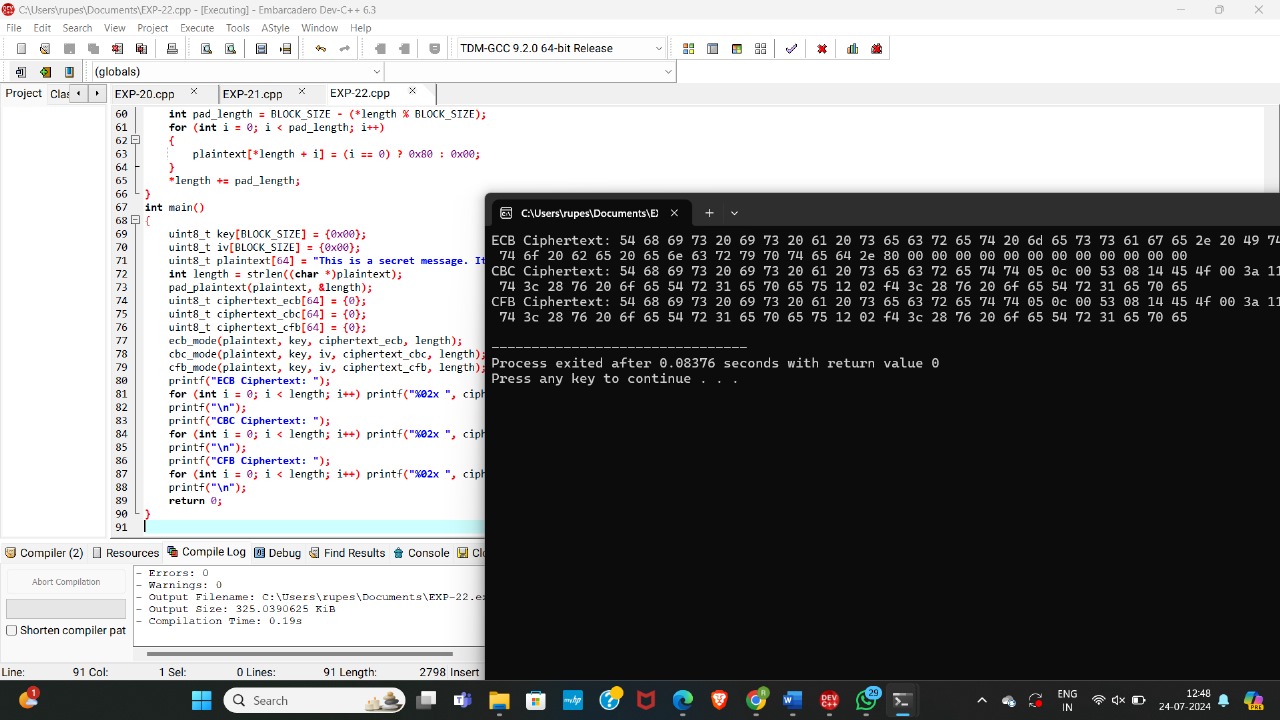 C:\Users\rupes\Documents\EXP-22.cpp - [Executing] - Embarcadero Dev-C++ 6.3
File Edit Search View Project Execute Tools AStyle Window Help
TDM-GCC 9.2.0 64-bit Release
(globals)
Project Clas EXP-20.cpp EXP-21.cpp EXP-22.cpp
60 int pad_length = BLOCK_SIZE - (*length % BLOCK_SIZE);
61 for (int i = 0; i < pad_length; i++)
62 {
63 plaintext[*length + i] = (i == 0) ? 0x80 : 0x00;
64 }
65 *length += pad_length;
66 }
67 int main()
68 {
69 uint8_t key[BLOCK_SIZE] = {0x00};
70 uint8_t iv[BLOCK_SIZE] = {0x00};
71 uint8_t plaintext[64] = "This is a secret message. It
72 int length = strlen((char *)plaintext);
73 pad_plaintext(plaintext, &length);
74 uint8_t ciphertext_ecb[64] = {0};
75 uint8_t ciphertext_cbc[64] = {0};
76 uint8_t ciphertext_cfb[64] = {0};
77 ecb_mode(plaintext, key, ciphertext_ecb, length);
78 cbc_mode(plaintext, key, iv, ciphertext_cbc, length);
79 cfb_mode(plaintext, key, iv, ciphertext_cfb, length);
80 printf("ECB Ciphertext: ");
81 for (int i = 0; i < length; i++) printf("%02x ", ciph
82 printf("\n");
83 printf("CBC Ciphertext: ");
84 for (int i = 0; i < length; i++) printf("%02x ", ciph
85 printf("\n");
86 printf("CFB Ciphertext: ");
87 for (int i = 0; i < length; i++) printf("%02x ", ciph
88 printf("\n");
89 return 0;
90 }
91
C:\Users\rupes\Documents\EX
ECB Ciphertext: 54 68 69 73 20 69 73 20 61 20 73 65 63 72 65 74 20 6d 65 73 73 61 67 65 2e 20 49 74
74 6f 20 62 65 20 65 6e 63 72 79 70 74 65 64 2e 80 00 00 00 00 00 00 00 00 00 00 00 00 00 00
CBC Ciphertext: 54 68 69 73 20 69 73 20 61 20 73 65 63 72 65 74 74 05 0c 00 53 08 14 45 4f 00 3a 11
74 3c 28 76 20 6f 65 54 72 31 65 70 65 75 12 02 f4 3c 28 76 20 6f 65 54 72 31 65 70 65
CFB Ciphertext: 54 68 69 73 20 69 73 20 61 20 73 65 63 72 65 74 74 05 0c 00 53 08 14 45 4f 00 3a 11
74 3c 28 76 20 6f 65 54 72 31 65 70 65 75 12 02 f4 3c 28 76 20 6f 65 54 72 31 65 70 65
--------------------------------
Process exited after 0.08376 seconds with return value 0
Press any key to continue . . .
Compiler (2) Resources Compile Log Debug Find Results Console Clo
Abort Compilation
Shorten compiler pat
- Errors: 0
- Warnings: 0
- Output Filename: C:\Users\rupes\Documents\EXP-22.ex
- Output Size: 325.0390625 KiB
- Compilation Time: 0.19s
Line: 91 Col: 1 Sel: 0 Lines: 91 Length: 2798 Insert
1
Search
29
ENG
IN
12:48
24-07-2024